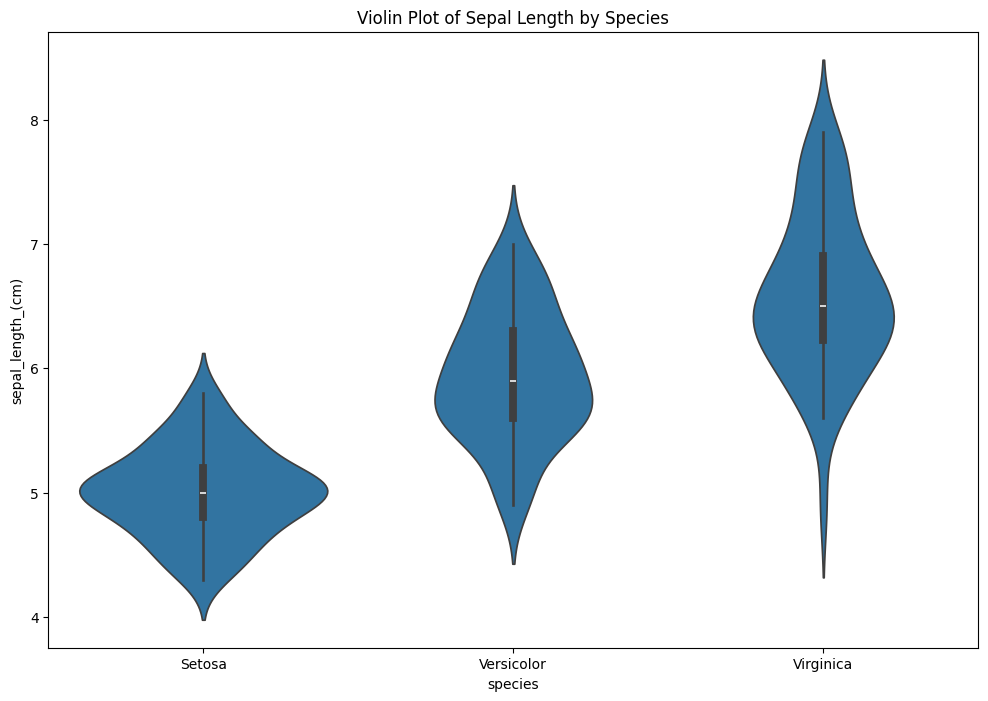 Violin Plot of Sepal Length by Species
sepal_length_(cm)
8
7
6
5
4
Setosa Versicolor Virginica
species